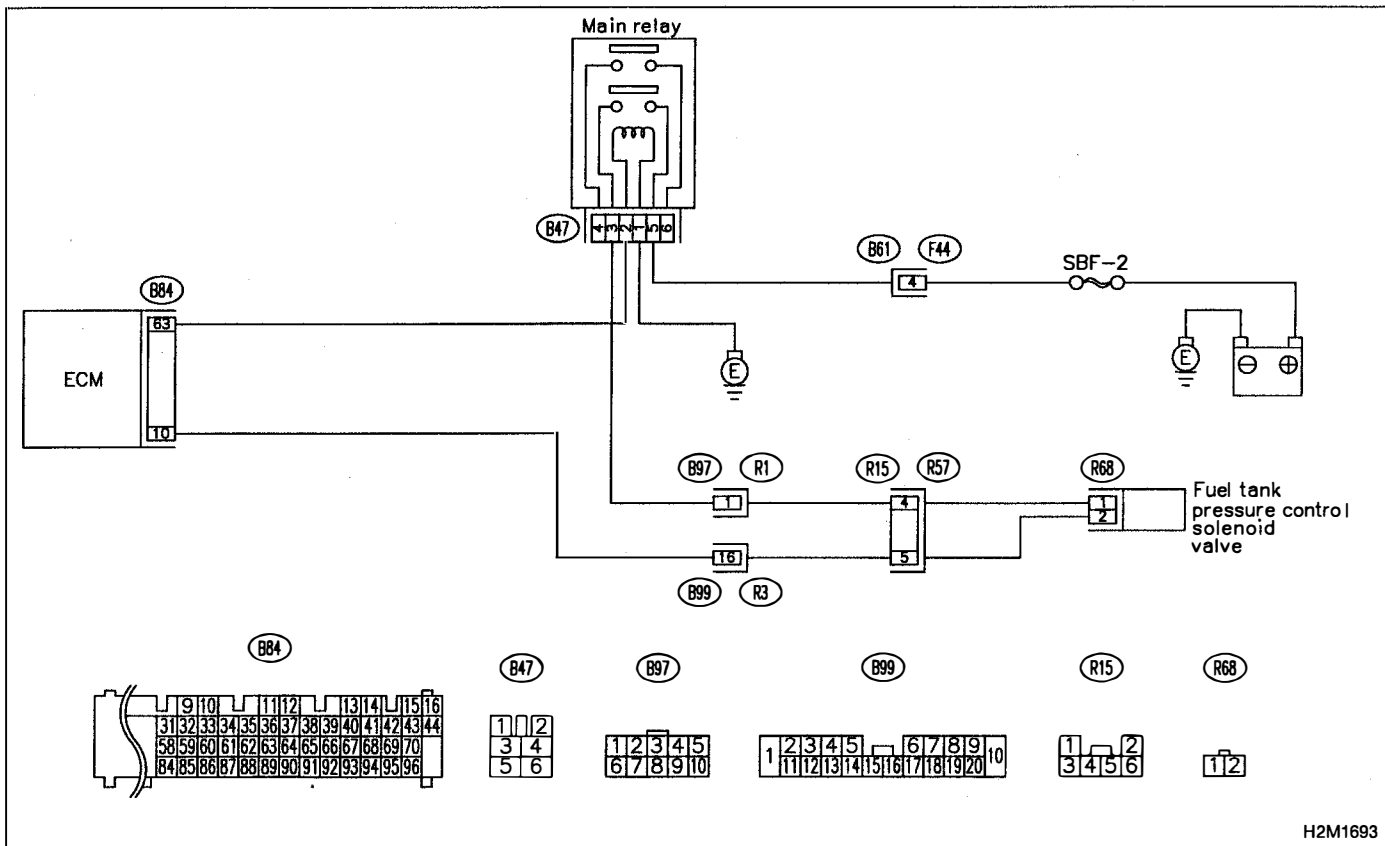 Main relay
B47
4 3 2 1 5 6
B61 F44
4
SBF-2
B84
63
ECM
10
E
E
⊖ ⊕
B97 R1
1
R15 R57
4
5
R68
1
2
Fuel tank
pressure control
solenoid
valve
16
B99 R3
B84
9 10 11 12 13 14 15 16
31 32 33 34 35 36 37 38 39 40 41 42 43 44
58 59 60 61 62 63 64 65 66 67 68 69 70
84 85 86 87 88 89 90 91 92 93 94 95 96
B47
1 2
3 4
5 6
B97
1 2 3 4 5
6 7 8 9 10
B99
1 2 3 4 5 6 7 8 9 10
11 12 13 14 15 16 17 18 19 20
R15
1 2
3 4 5 6
R68
1 2
H2M1693